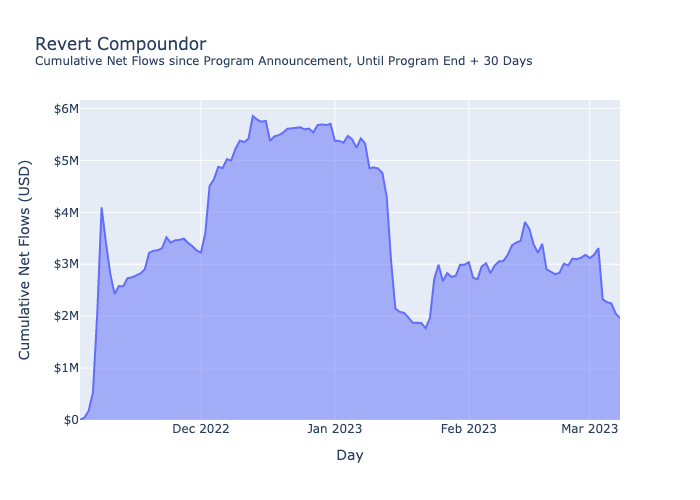 Revert Compoundor
Cumulative Net Flows since Program Announcement, Until Program End + 30 Days
Cumulative Net Flows (USD)
$6M
$5M
$4M
$3M
$2M
$1M
$0
Dec 2022
Jan 2023
Feb 2023
Mar 2023
Day